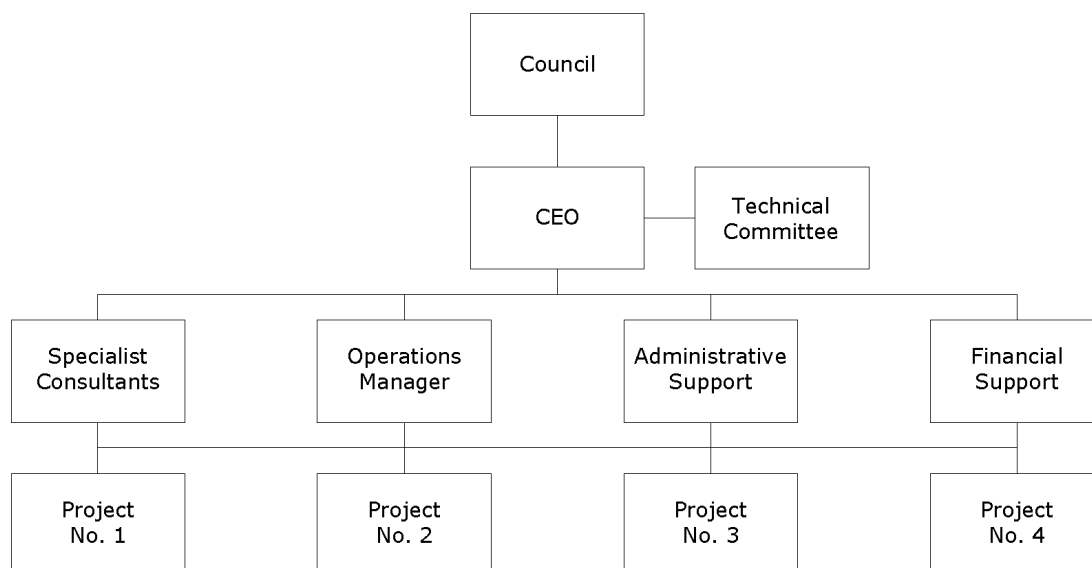 Council
CEO
Technical
Committee
Specialist
Consultants
Operations
Manager
Administrative
Support
Financial
Support
Project
No. 1
Project
No. 2
Project
No. 3
Project
No. 4